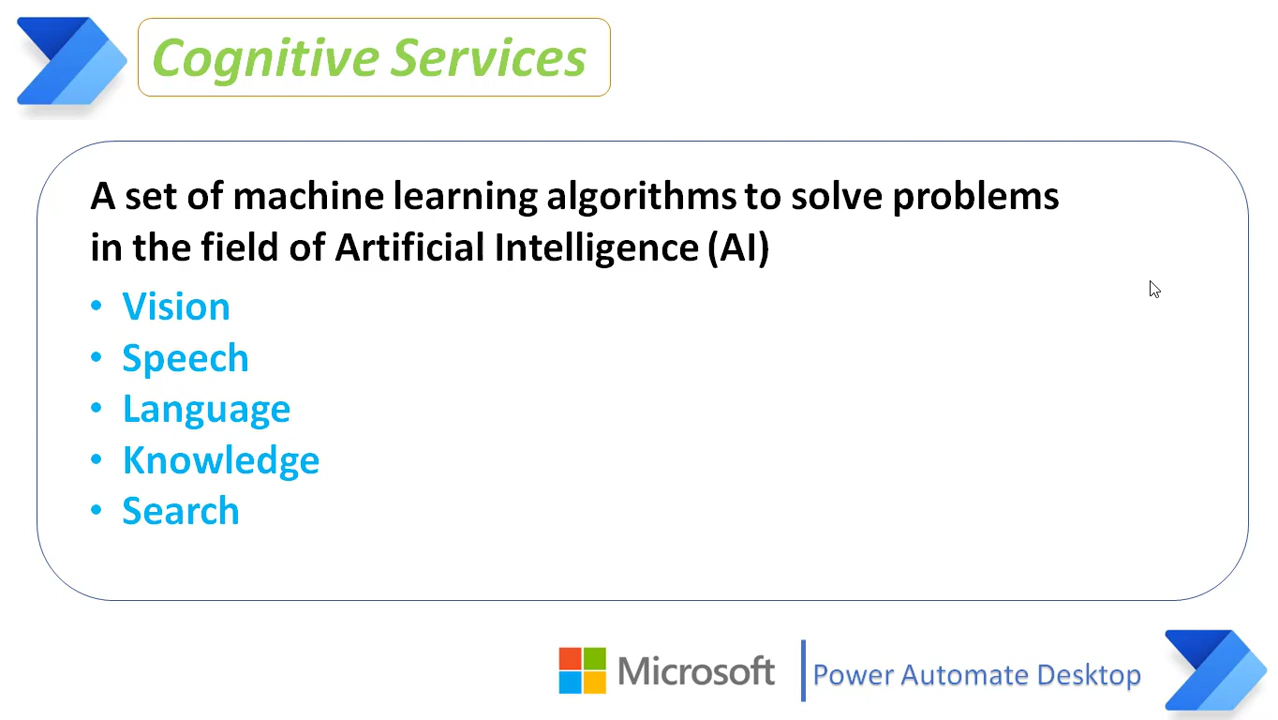 Cognitive Services
A set of machine learning algorithms to solve problems
in the field of Artificial Intelligence (AI)
• Vision
• Speech
• Language
• Knowledge
• Search
Microsoft
Power Automate Desktop